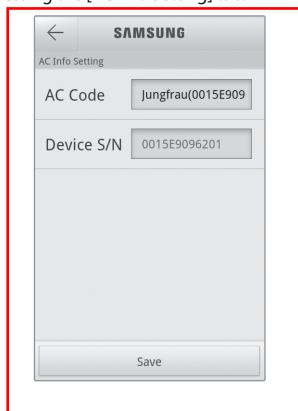 SAMSUNG
AC Info Setting
AC Code Jungfrau(0015E909
Device S/N 0015E9096201
Save